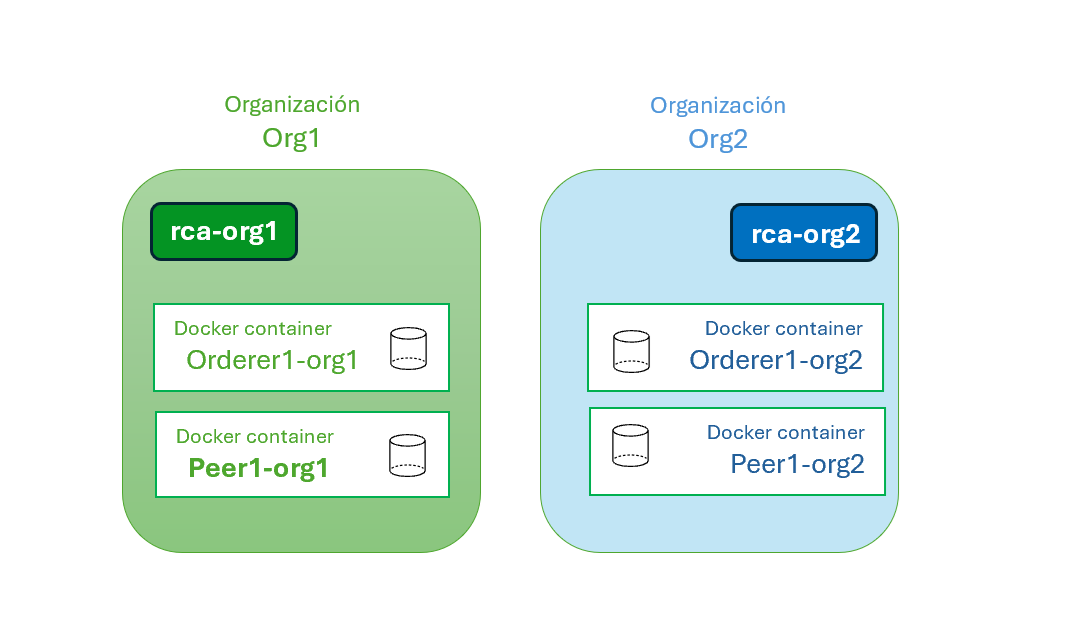 Organización
Org1
rca-org1
Docker container
Orderer1-org1
Docker container
Peer1-org1
Organización
Org2
rca-org2
Docker container
Orderer1-org2
Docker container
Peer1-org2